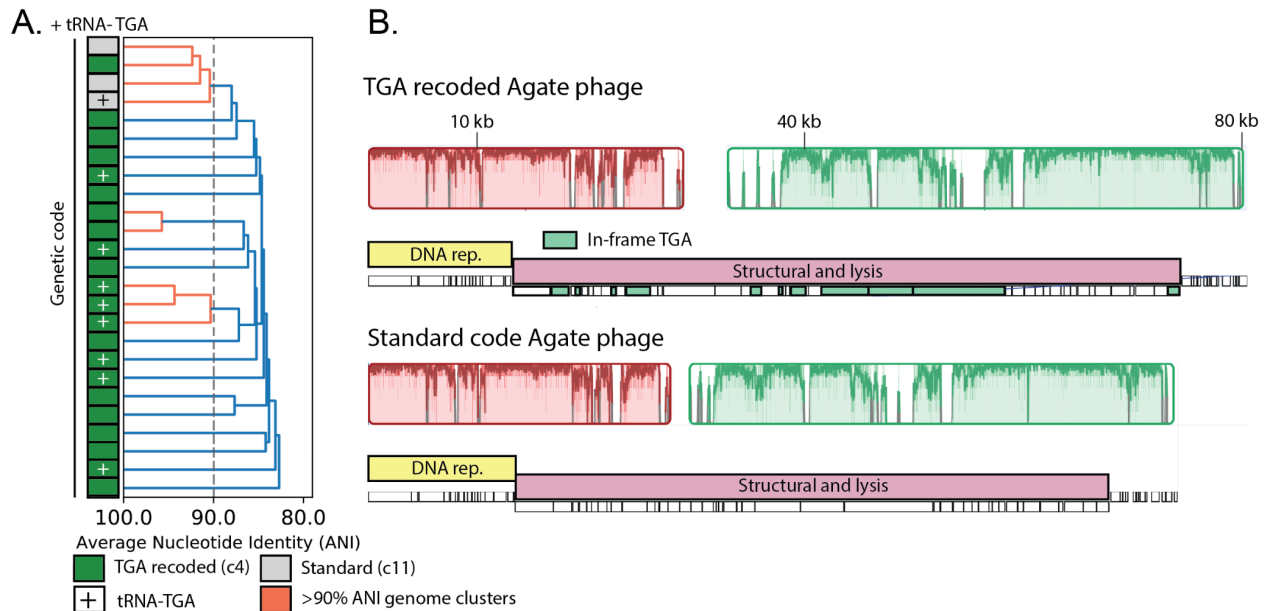 A.
+ tRNA- TGA
Genetic code
+
+
+
+
+
+
+
+
+
100.0 90.0 80.0
Average Nucleotide Identity (ANI)
TGA recoded (c4) Standard (c11)
+ tRNA-TGA >90% ANI genome clusters
B.
TGA recoded Agate phage
10 kb 40 kb 80 kb
In-frame TGA
DNA rep.
Structural and lysis
Standard code Agate phage
DNA rep.
Structural and lysis